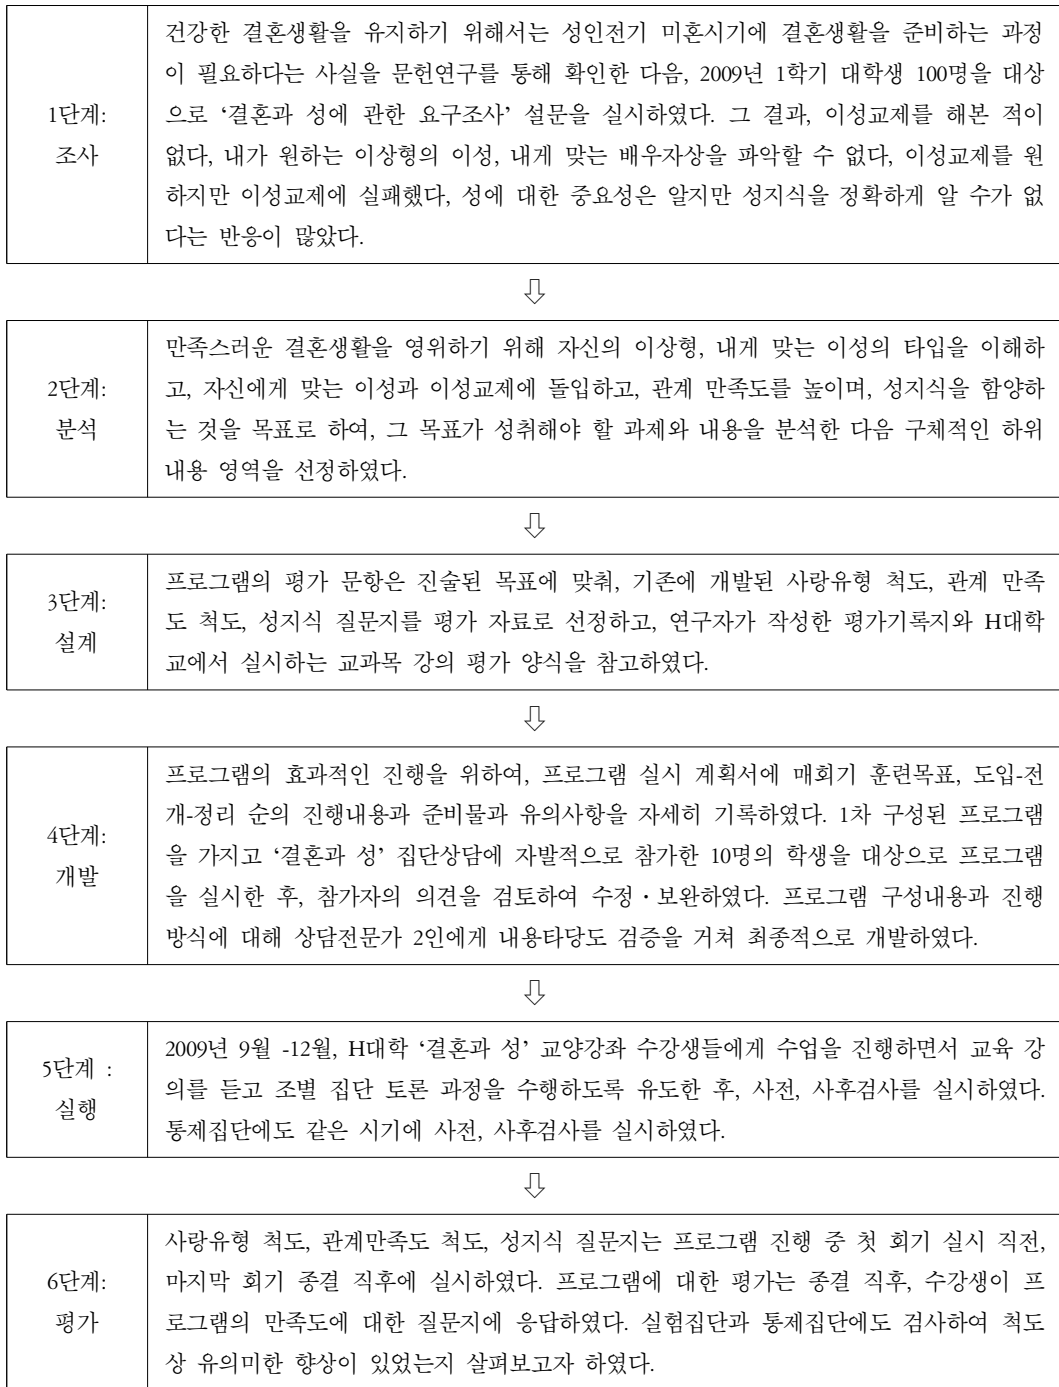 1단계:
조사
건강한 결혼생활을 유지하기 위해서는 성인전기 미혼시기에 결혼생활을 준비하는 과정
이 필요하다는 사실을 문헌연구를 통해 확인한 다음, 2009년 1학기 대학생 100명을 대상
으로 ‘결혼과 성에 관한 요구조사’ 설문을 실시하였다. 그 결과, 이성교제를 해본 적이
없다, 내가 원하는 이상형의 이성, 내게 맞는 배우자상을 파악할 수 없다, 이성교제를 원
하지만 이성교제에 실패했다, 성에 대한 중요성은 알지만 성지식을 정확하게 알 수가 없
다는 반응이 많았다.
⇩
2단계:
분석
만족스러운 결혼생활을 영위하기 위해 자신의 이상형, 내게 맞는 이성의 타입을 이해하
고, 자신에게 맞는 이성과 이성교제에 돌입하고, 관계 만족도를 높이며, 성지식을 함양하
는 것을 목표로 하여, 그 목표가 성취해야 할 과제와 내용을 분석한 다음 구체적인 하위
내용 영역을 선정하였다.
⇩
3단계:
설계
프로그램의 평가 문항은 진술된 목표에 맞춰, 기존에 개발된 사랑유형 척도, 관계 만족
도 척도, 성지식 질문지를 평가 자료로 선정하고, 연구자가 작성한 평가기록지와 H대학
교에서 실시하는 교과목 강의 평가 양식을 참고하였다.
⇩
4단계:
개발
프로그램의 효과적인 진행을 위하여, 프로그램 실시 계획서에 매회기 훈련목표, 도입-전
개-정리 순의 진행내용과 준비물과 유의사항을 자세히 기록하였다. 1차 구성된 프로그램
을 가지고 ‘결혼과 성’ 집단상담에 자발적으로 참가한 10명의 학생을 대상으로 프로그램
을 실시한 후, 참가자의 의견을 검토하여 수정・보완하였다. 프로그램 구성내용과 진행
방식에 대해 상담전문가 2인에게 내용타당도 검증을 거쳐 최종적으로 개발하였다.
⇩
5단계 :
실행
2009년 9월 -12월, H대학 ‘결혼과 성’ 교양강좌 수강생들에게 수업을 진행하면서 교육 강
의를 듣고 조별 집단 토론 과정을 수행하도록 유도한 후, 사전, 사후검사를 실시하였다.
통제집단에도 같은 시기에 사전, 사후검사를 실시하였다.
⇩
6단계:
평가
사랑유형 척도, 관계만족도 척도, 성지식 질문지는 프로그램 진행 중 첫 회기 실시 직전,
마지막 회기 종결 직후에 실시하였다. 프로그램에 대한 평가는 종결 직후, 수강생이 프
로그램의 만족도에 대한 질문지에 응답하였다. 실험집단과 통제집단에도 검사하여 척도
상 유의미한 향상이 있었는지 살펴보고자 하였다.